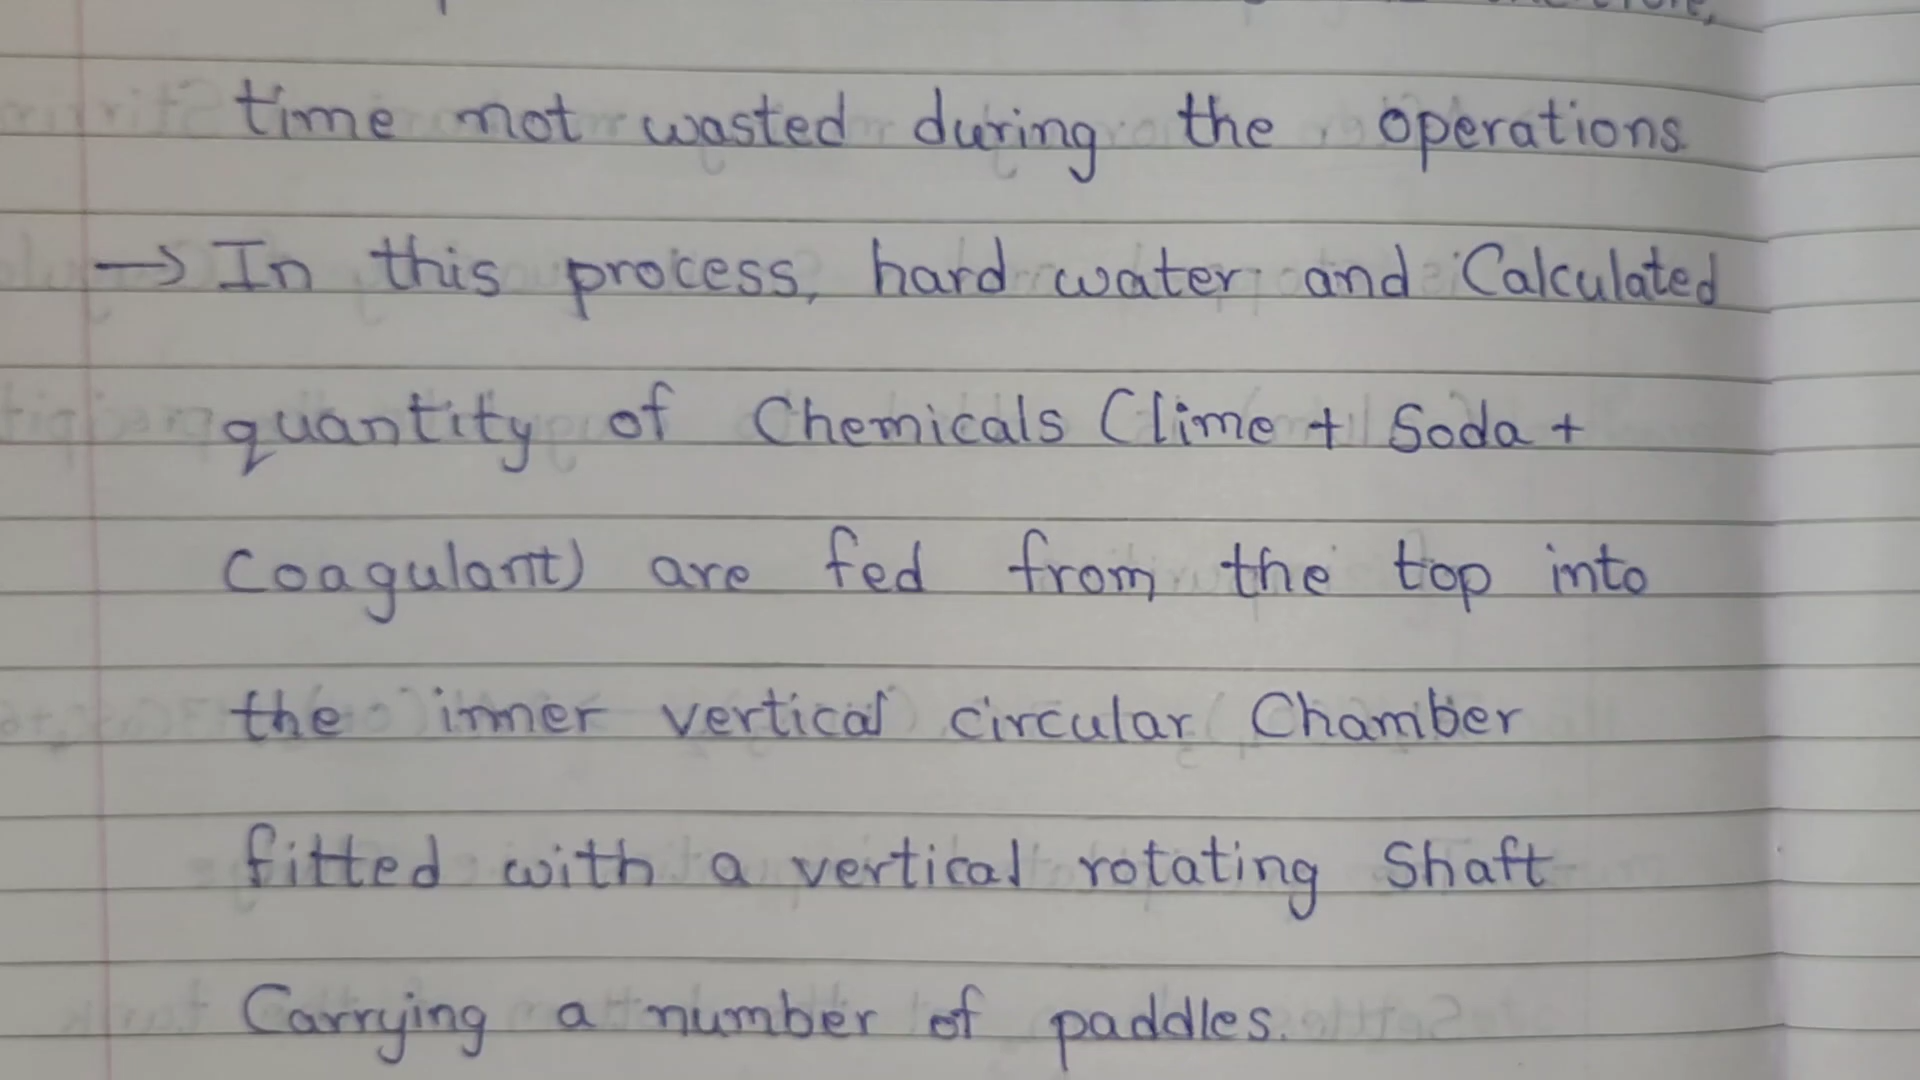 time not wasted during the operations
→ In this process, hard water and Calculated
quantity of Chemicals (lime + Soda +
Coagulant) are fed from the top into
the inner vertical circular Chamber
fitted with a vertical rotating Shaft
Carrying a number of paddles.